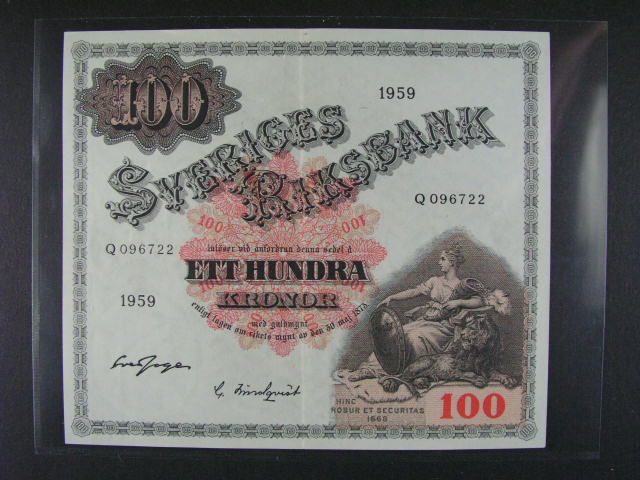 100
1959
SVERIGES
RIKSBANK
Q 096722
100 100
Q 096722
inlöser vid anfordran denna sedel å
ETT HUNDRA
KRONOR
1959
enligt lagen om rikets mynt av den 30 maj 1873
med guldmynt
HINC
ROBUR ET SECURITAS
1668
100